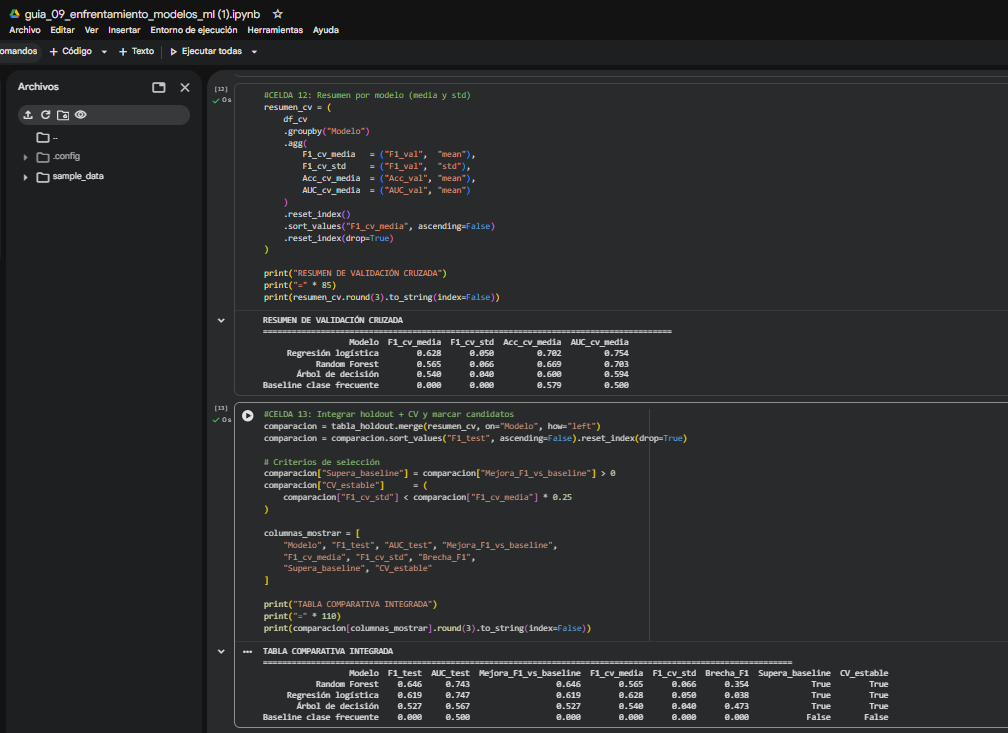 guia_09_enfrentamiento_modelos_ml (1).ipynb ☆
Archivo Editar Ver Insertar Entorno de ejecución Herramientas Ayuda
omandos + Código + Texto Ejecutar todas
Archivos
..
.config
sample_data
[12]
0 s
#CELDA 12: Resumen por modelo (media y std)
resumen_cv = (
    df_cv
    .groupby("Modelo")
    .agg(
        F1_cv_media   = ("F1_val",  "mean"),
        F1_cv_std     = ("F1_val",  "std"),
        Acc_cv_media  = ("Acc_val", "mean"),
        AUC_cv_media  = ("AUC_val", "mean")
    )
    .reset_index()
    .sort_values("F1_cv_media", ascending=False)
    .reset_index(drop=True)
)
print("RESUMEN DE VALIDACIÓN CRUZADA")
print("=" * 85)
print(resumen_cv.round(3).to_string(index=False))
RESUMEN DE VALIDACIÓN CRUZADA
=====================================================================================
Modelo F1_cv_media F1_cv_std Acc_cv_media AUC_cv_media
Regresión logística 0.628 0.050 0.702 0.754
Random Forest 0.565 0.066 0.669 0.703
Árbol de decisión 0.540 0.040 0.600 0.594
Baseline clase frecuente 0.000 0.000 0.579 0.500
[13]
0 s
#CELDA 13: Integrar holdout + CV y marcar candidatos
comparacion = tabla_holdout.merge(resumen_cv, on="Modelo", how="left")
comparacion = comparacion.sort_values("F1_test", ascending=False).reset_index(drop=True)
# Criterios de selección
comparacion["Supera_baseline"] = comparacion["Mejora_F1_vs_baseline"] > 0
comparacion["CV_estable"]      = (
    comparacion["F1_cv_std"] < comparacion["F1_cv_media"] * 0.25
)
columnas_mostrar = [
    "Modelo", "F1_test", "AUC_test", "Mejora_F1_vs_baseline",
    "F1_cv_media", "F1_cv_std", "Brecha_F1",
    "Supera_baseline", "CV_estable"
]
print("TABLA COMPARATIVA INTEGRADA")
print("=" * 110)
print(comparacion[columnas_mostrar].round(3).to_string(index=False))
TABLA COMPARATIVA INTEGRADA
==============================================================================================================
Modelo F1_test AUC_test Mejora_F1_vs_baseline F1_cv_media F1_cv_std Brecha_F1 Supera_baseline CV_estable
Random Forest 0.646 0.743 0.646 0.565 0.066 0.354 True True
Regresión logística 0.619 0.747 0.619 0.628 0.050 0.038 True True
Árbol de decisión 0.527 0.567 0.527 0.540 0.040 0.473 True True
Baseline clase frecuente 0.000 0.500 0.000 0.000 0.000 0.000 False False